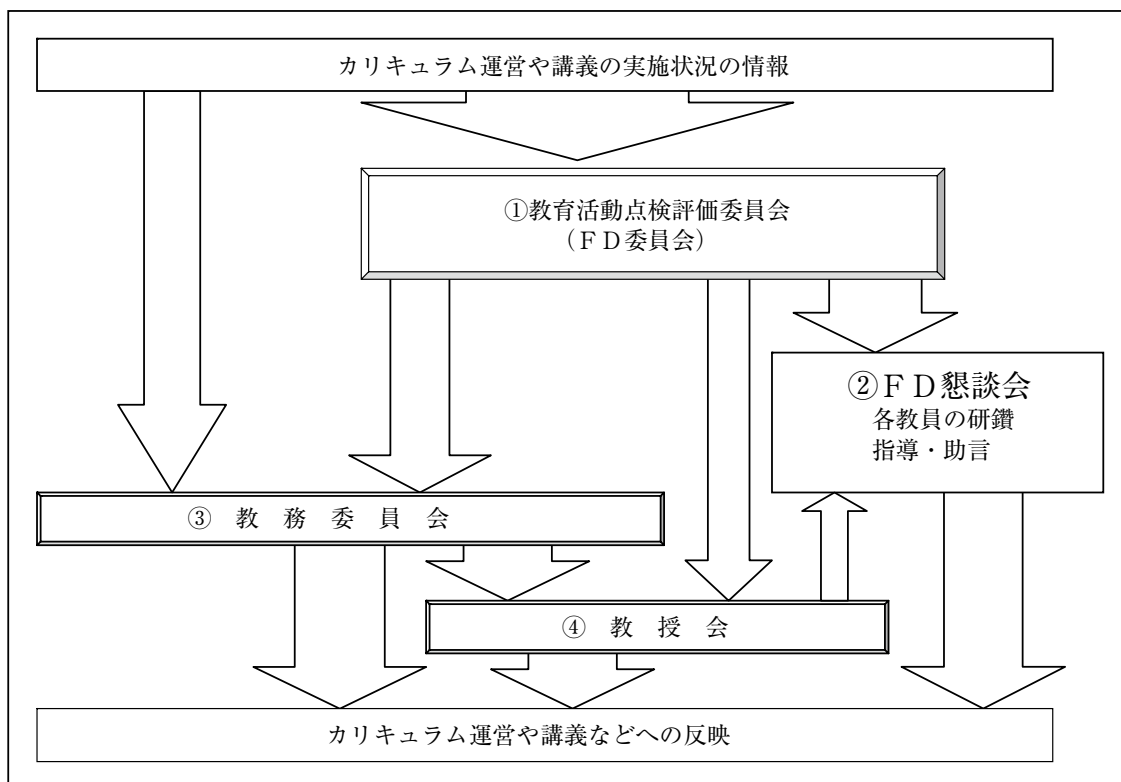 カリキュラム運営や講義の実施状況の情報
①教育活動点検評価委員会
（ＦＤ委員会）
②ＦＤ懇談会
各教員の研鑽
指導・助言
③　教　務　委　員　会
④　教　授　会
カリキュラム運営や講義などへの反映